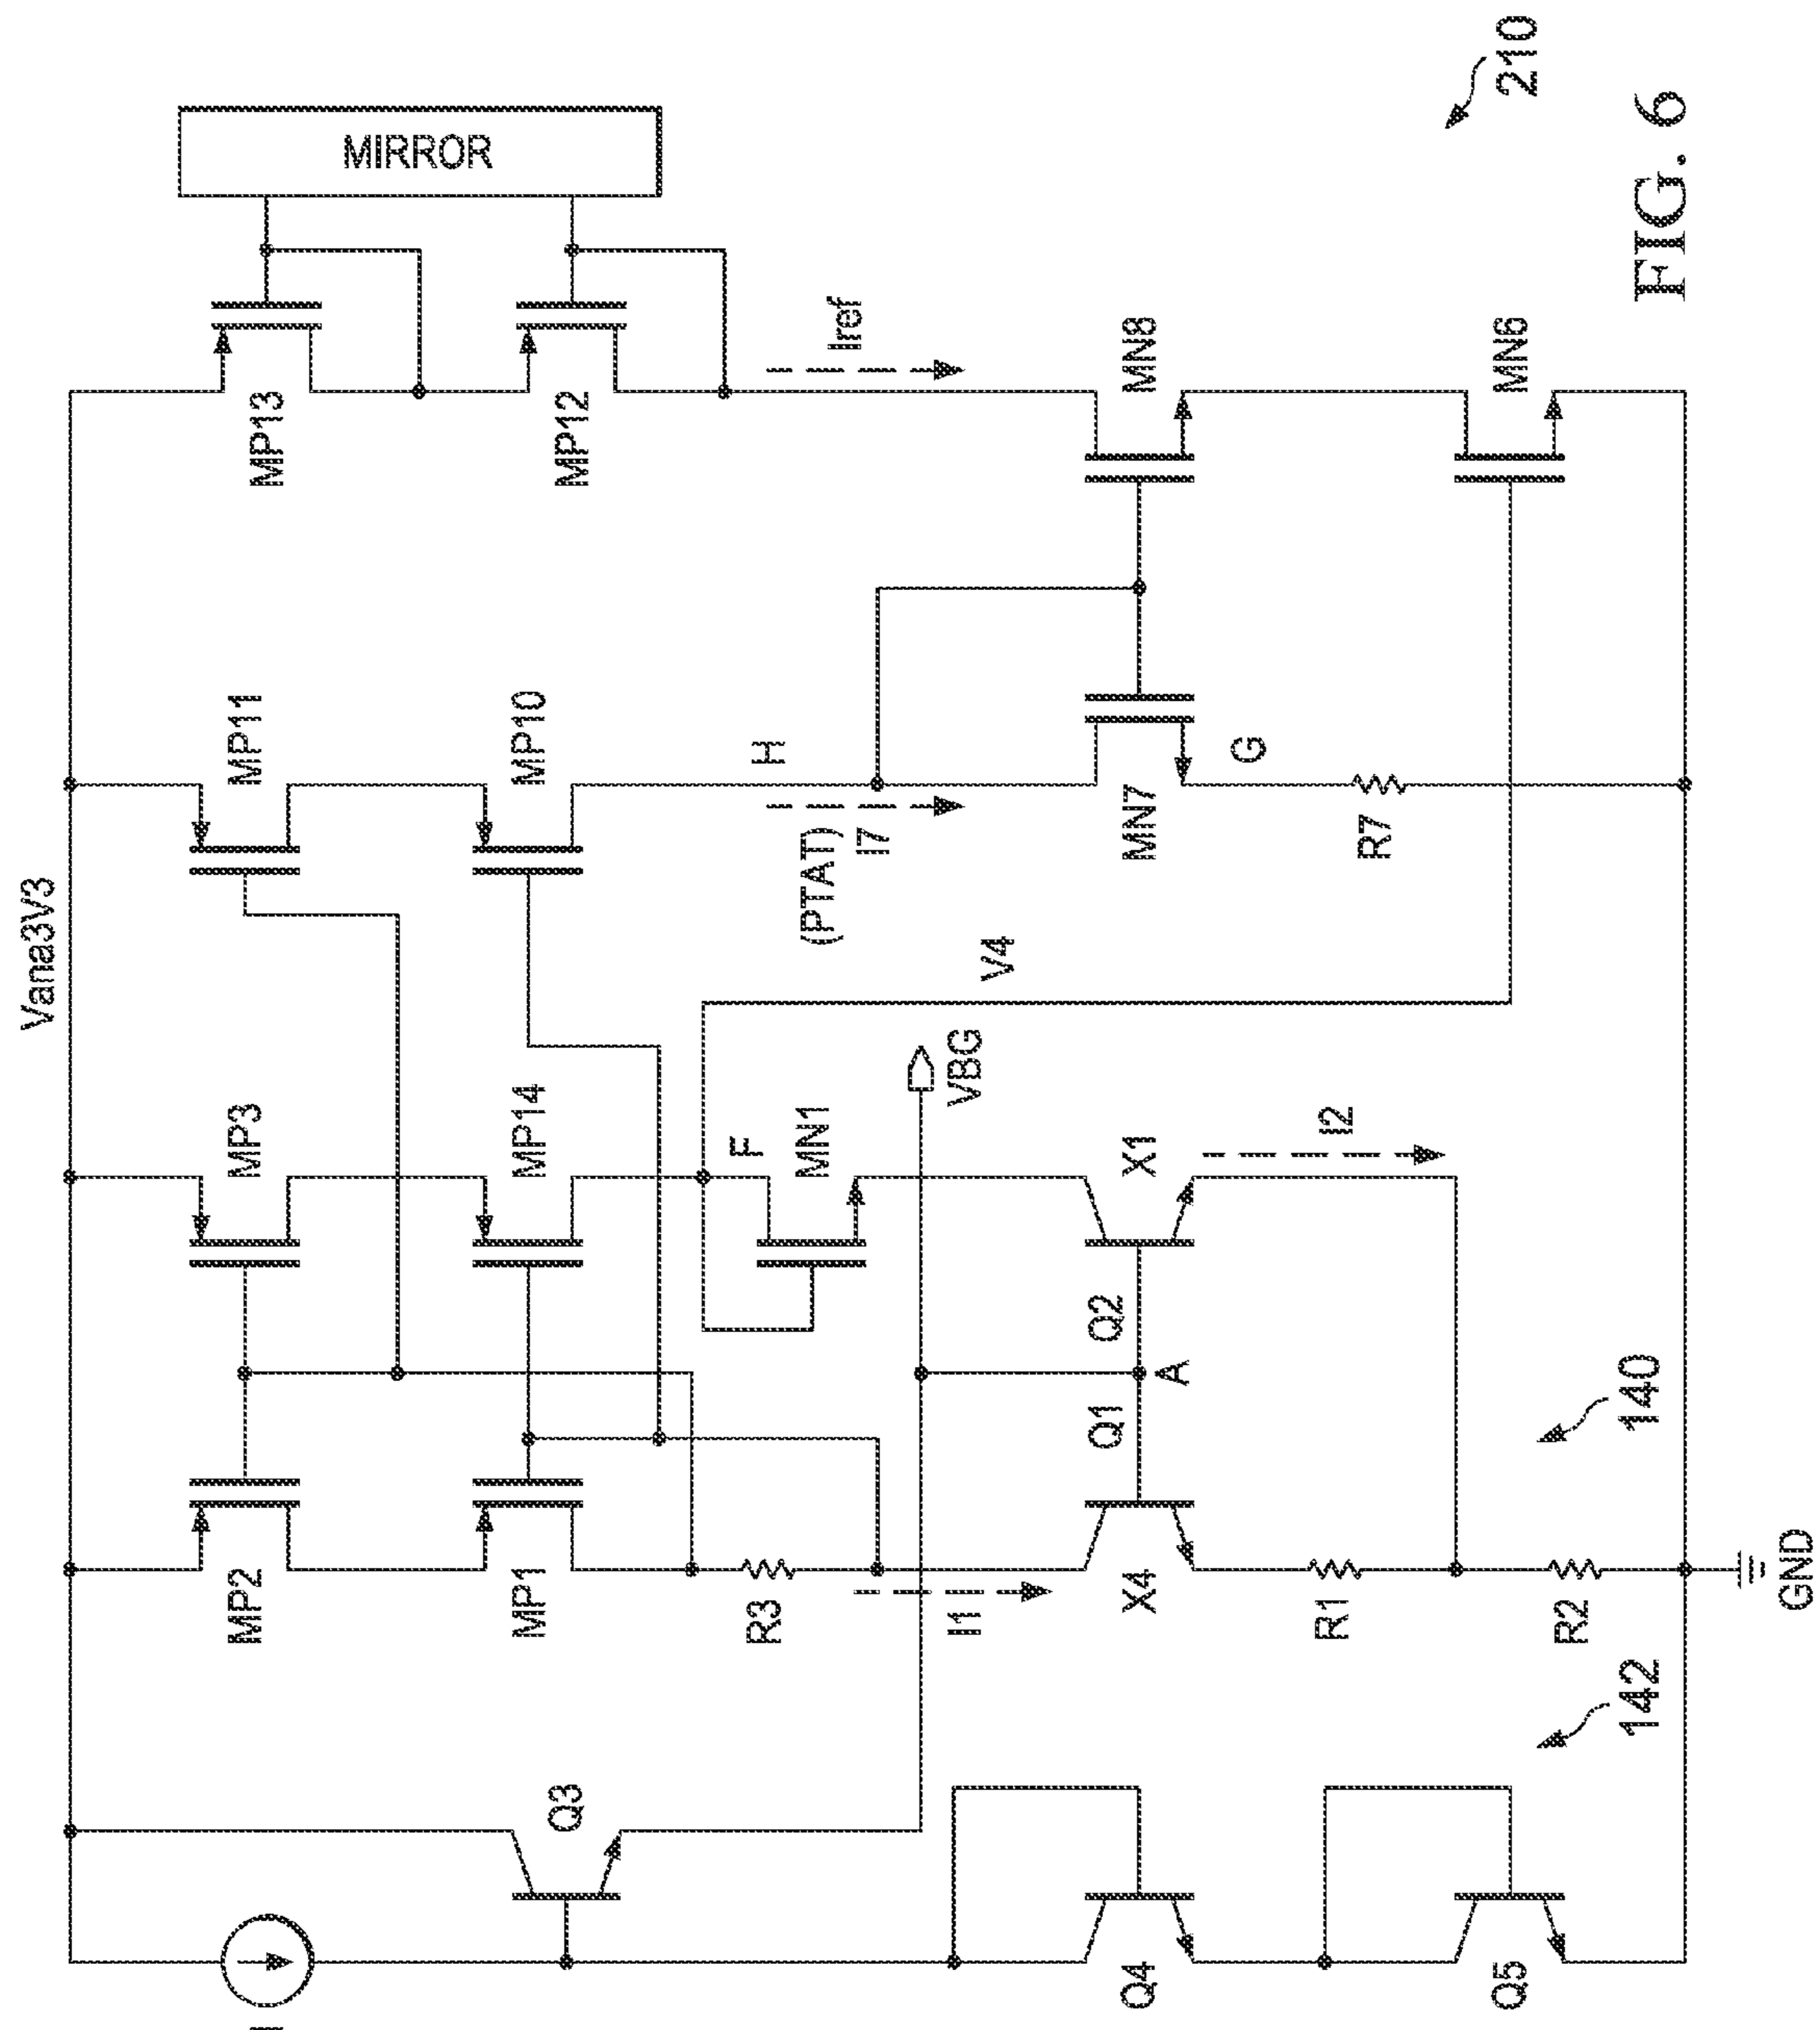 Vana3V3
MIRROR
MP2
MP3
MP11
MP13
MP1
MP14
MP10
MP12
Q3
R3
F
MN1
H
(PTAT)
I7
Iref
I1
VBG
V4
Q4
X4
Q1
A
Q2
X1
I2
MN7
G
MN8
R1
R7
Q5
R2
MN6
142
140
GND
210
FIG. 6